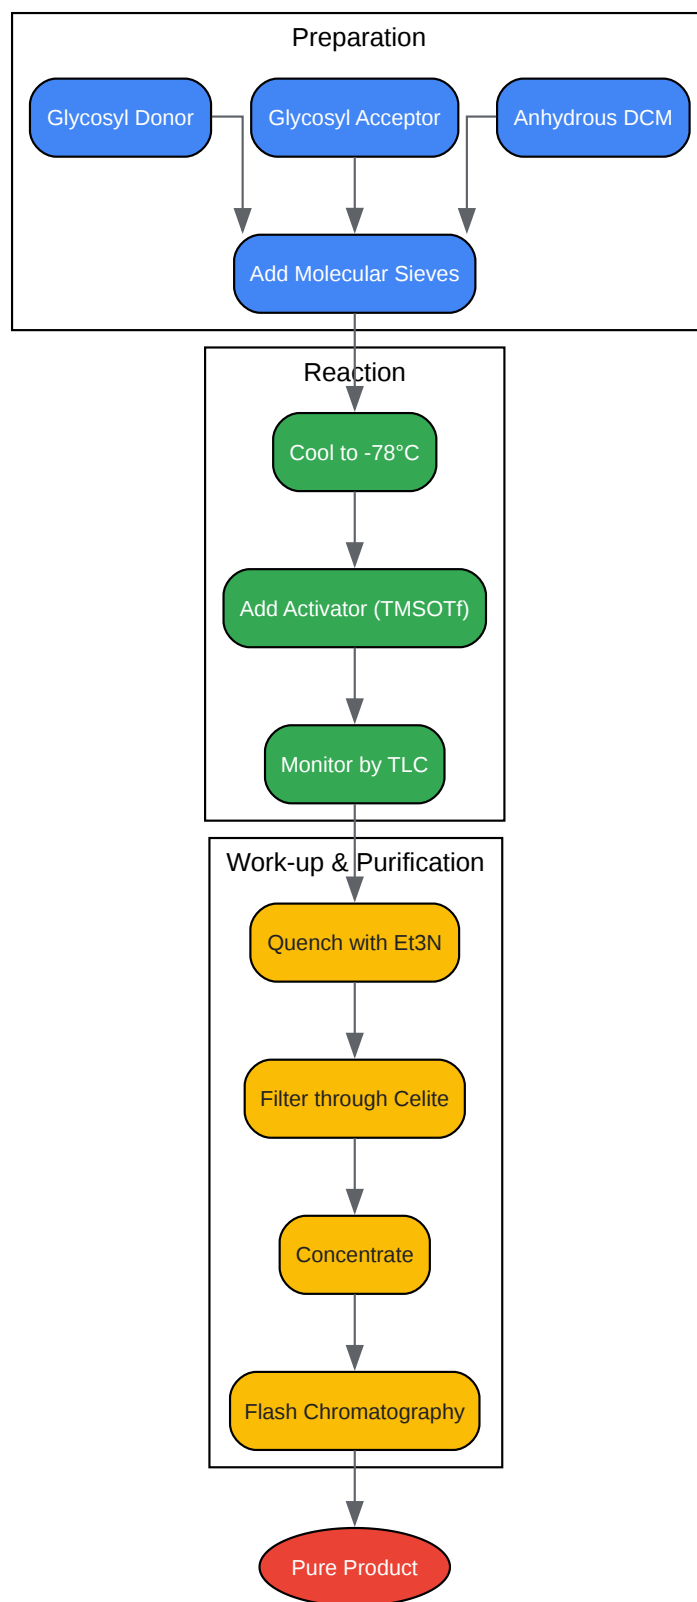 Preparation
Glycosyl Donor
Glycosyl Acceptor
Anhydrous DCM
Add Molecular Sieves
Reaction
Cool to -78°C
Add Activator (TMSOTf)
Monitor by TLC
Work-up & Purification
Quench with Et3N
Filter through Celite
Concentrate
Flash Chromatography
Pure Product